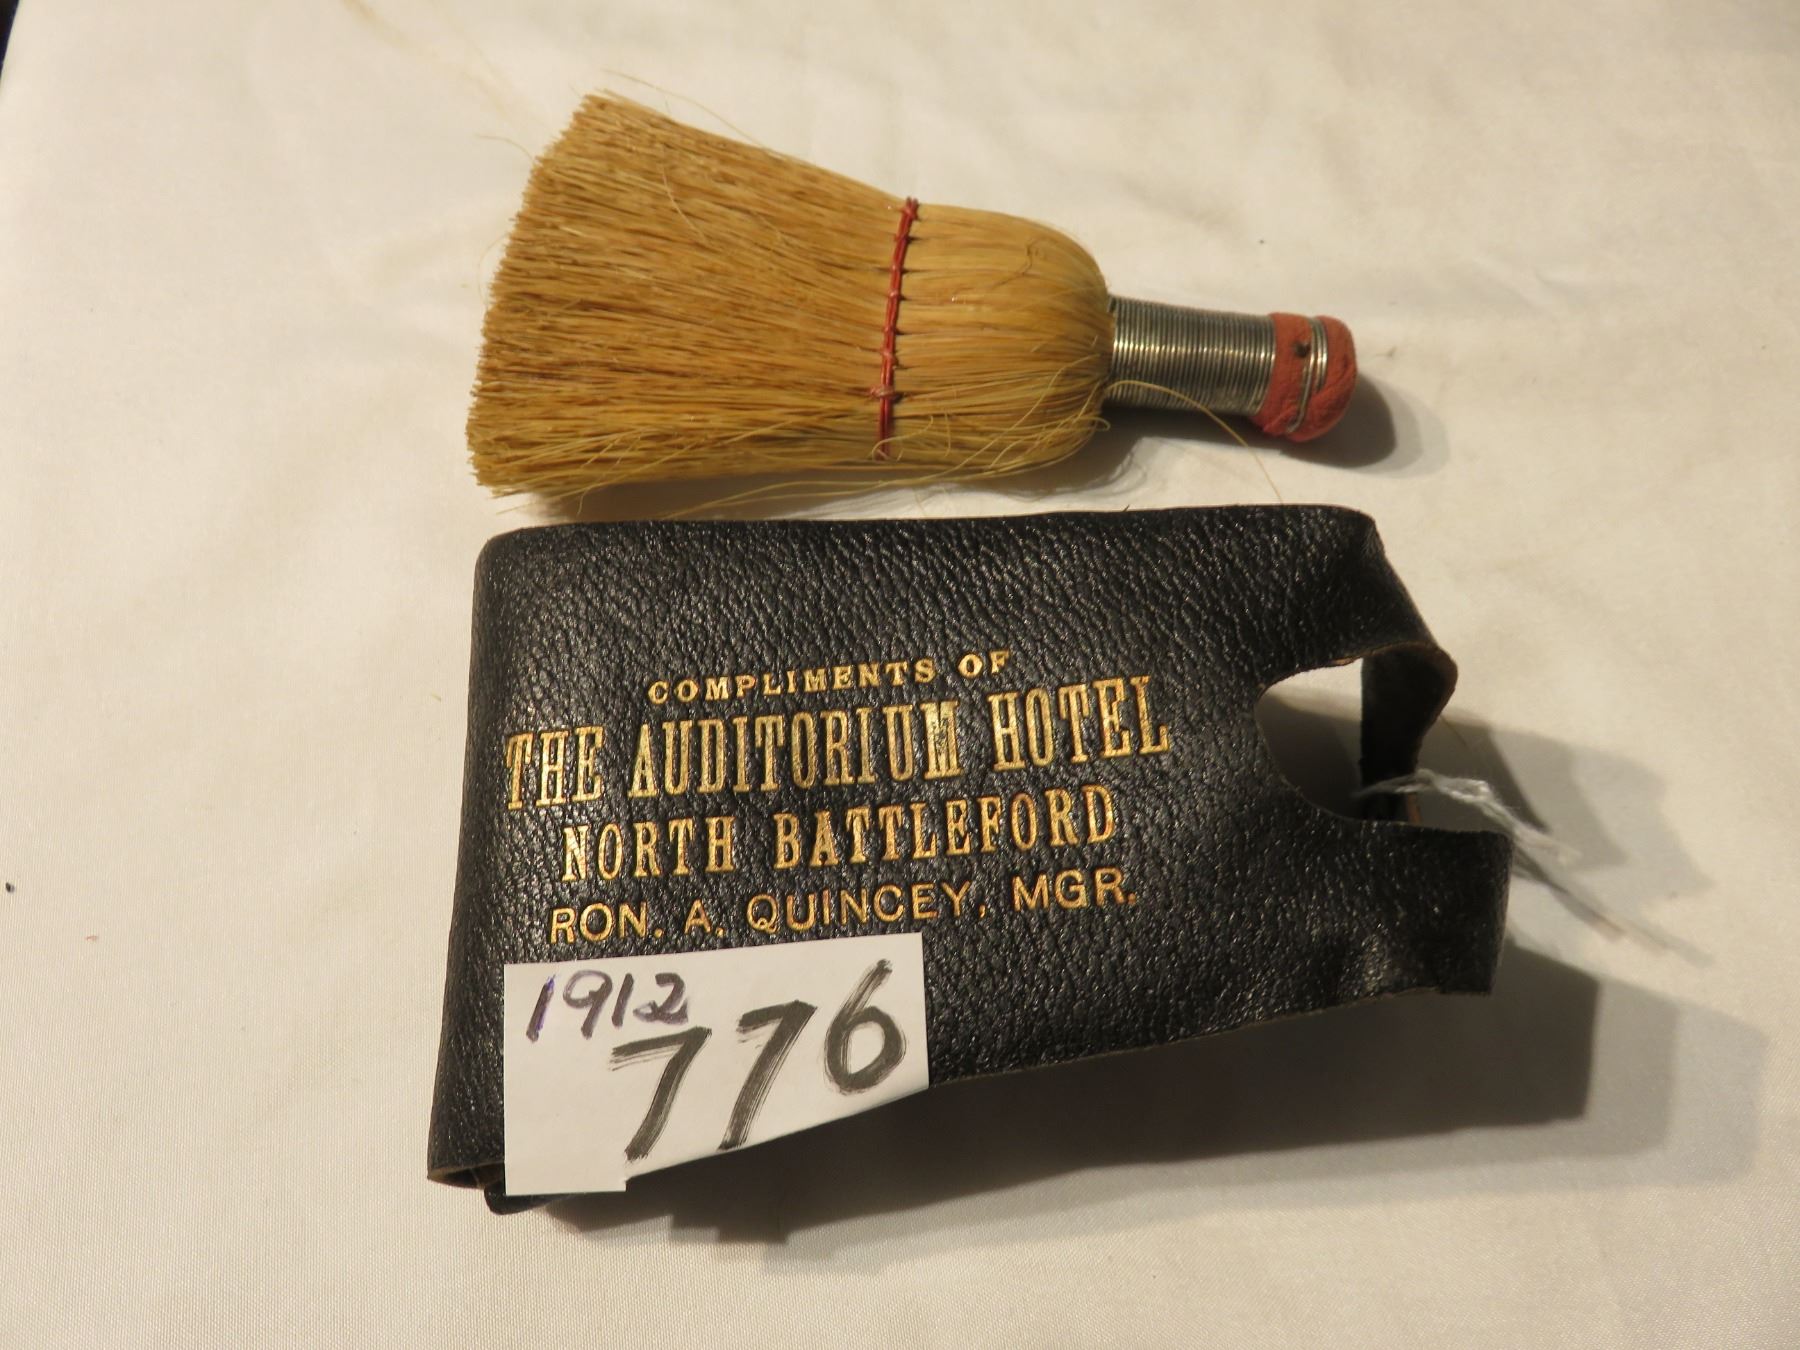 COMPLIMENTS OF
THE AUDITORIUM HOTEL
NORTH BATTLEFORD
RON. A. QUINCEY, MGR.
1912
776